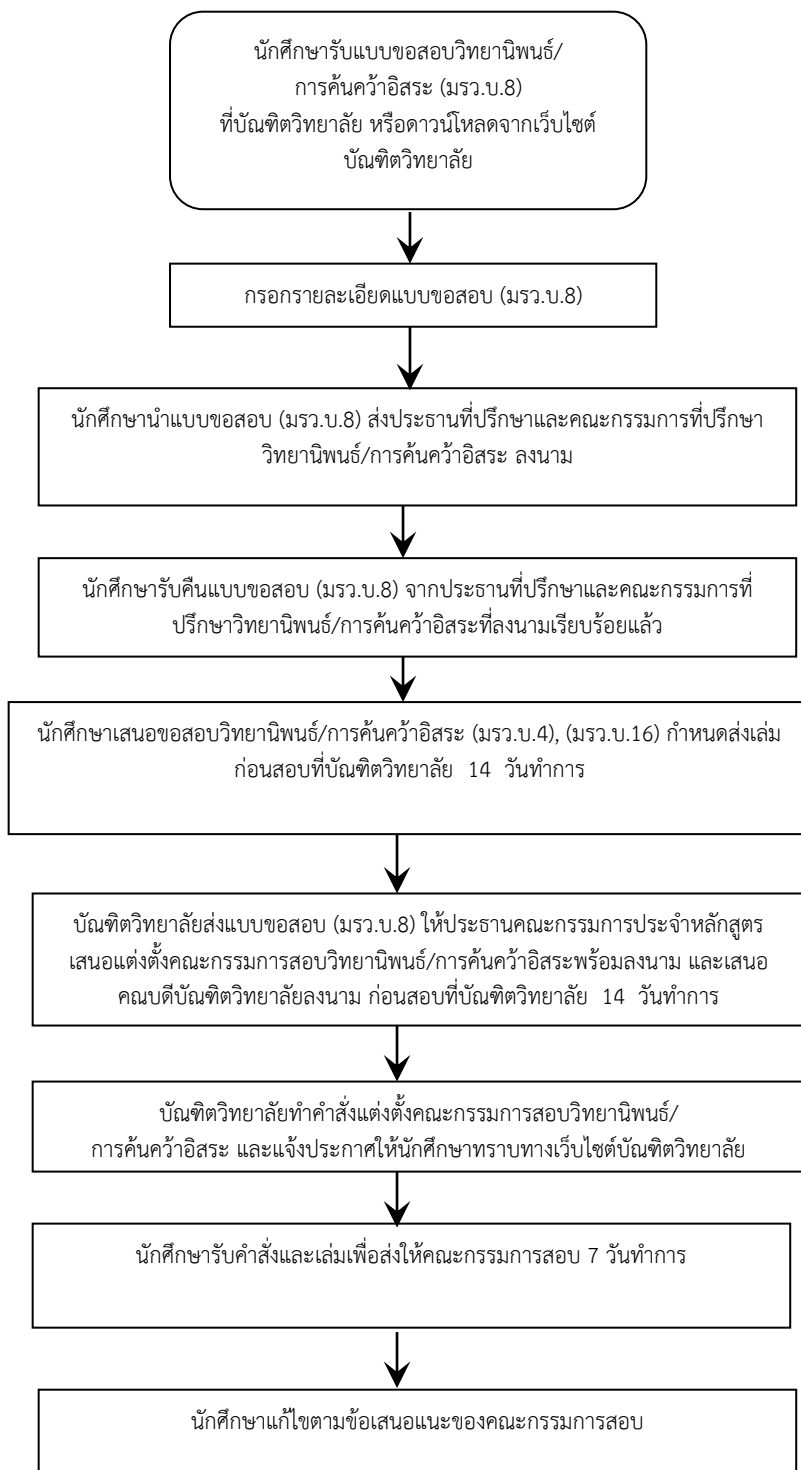 นักศึกษารับแบบขอสอบวิทยานิพนธ์/
การค้นคว้าอิสระ (มรว.บ.8)
ที่บัณฑิตวิทยาลัย หรือดาวน์โหลดจากเว็บไซต์
บัณฑิตวิทยาลัย
กรอกรายละเอียดแบบขอสอบ (มรว.บ.8)
นักศึกษานำแบบขอสอบ (มรว.บ.8) ส่งประธานที่ปรึกษาและคณะกรรมการที่ปรึกษา
วิทยานิพนธ์/การค้นคว้าอิสระ ลงนาม
นักศึกษารับคืนแบบขอสอบ (มรว.บ.8) จากประธานที่ปรึกษาและคณะกรรมการที่
ปรึกษาวิทยานิพนธ์/การค้นคว้าอิสระที่ลงนามเรียบร้อยแล้ว
นักศึกษาเสนอขอสอบวิทยานิพนธ์/การค้นคว้าอิสระ (มรว.บ.4), (มรว.บ.16) กำหนดส่งเล่ม
ก่อนสอบที่บัณฑิตวิทยาลัย 14 วันทำการ
บัณฑิตวิทยาลัยส่งแบบขอสอบ (มรว.บ.8) ให้ประธานคณะกรรมการประจำหลักสูตร
เสนอแต่งตั้งคณะกรรมการสอบวิทยานิพนธ์/การค้นคว้าอิสระพร้อมลงนาม และเสนอ
คณบดีบัณฑิตวิทยาลัยลงนาม ก่อนสอบที่บัณฑิตวิทยาลัย 14 วันทำการ
บัณฑิตวิทยาลัยทำคำสั่งแต่งตั้งคณะกรรมการสอบวิทยานิพนธ์/
การค้นคว้าอิสระ และแจ้งประกาศให้นักศึกษาทราบทางเว็บไซต์บัณฑิตวิทยาลัย
นักศึกษารับคำสั่งและเล่มเพื่อส่งให้คณะกรรมการสอบ 7 วันทำการ
นักศึกษาแก้ไขตามข้อเสนอแนะของคณะกรรมการสอบ